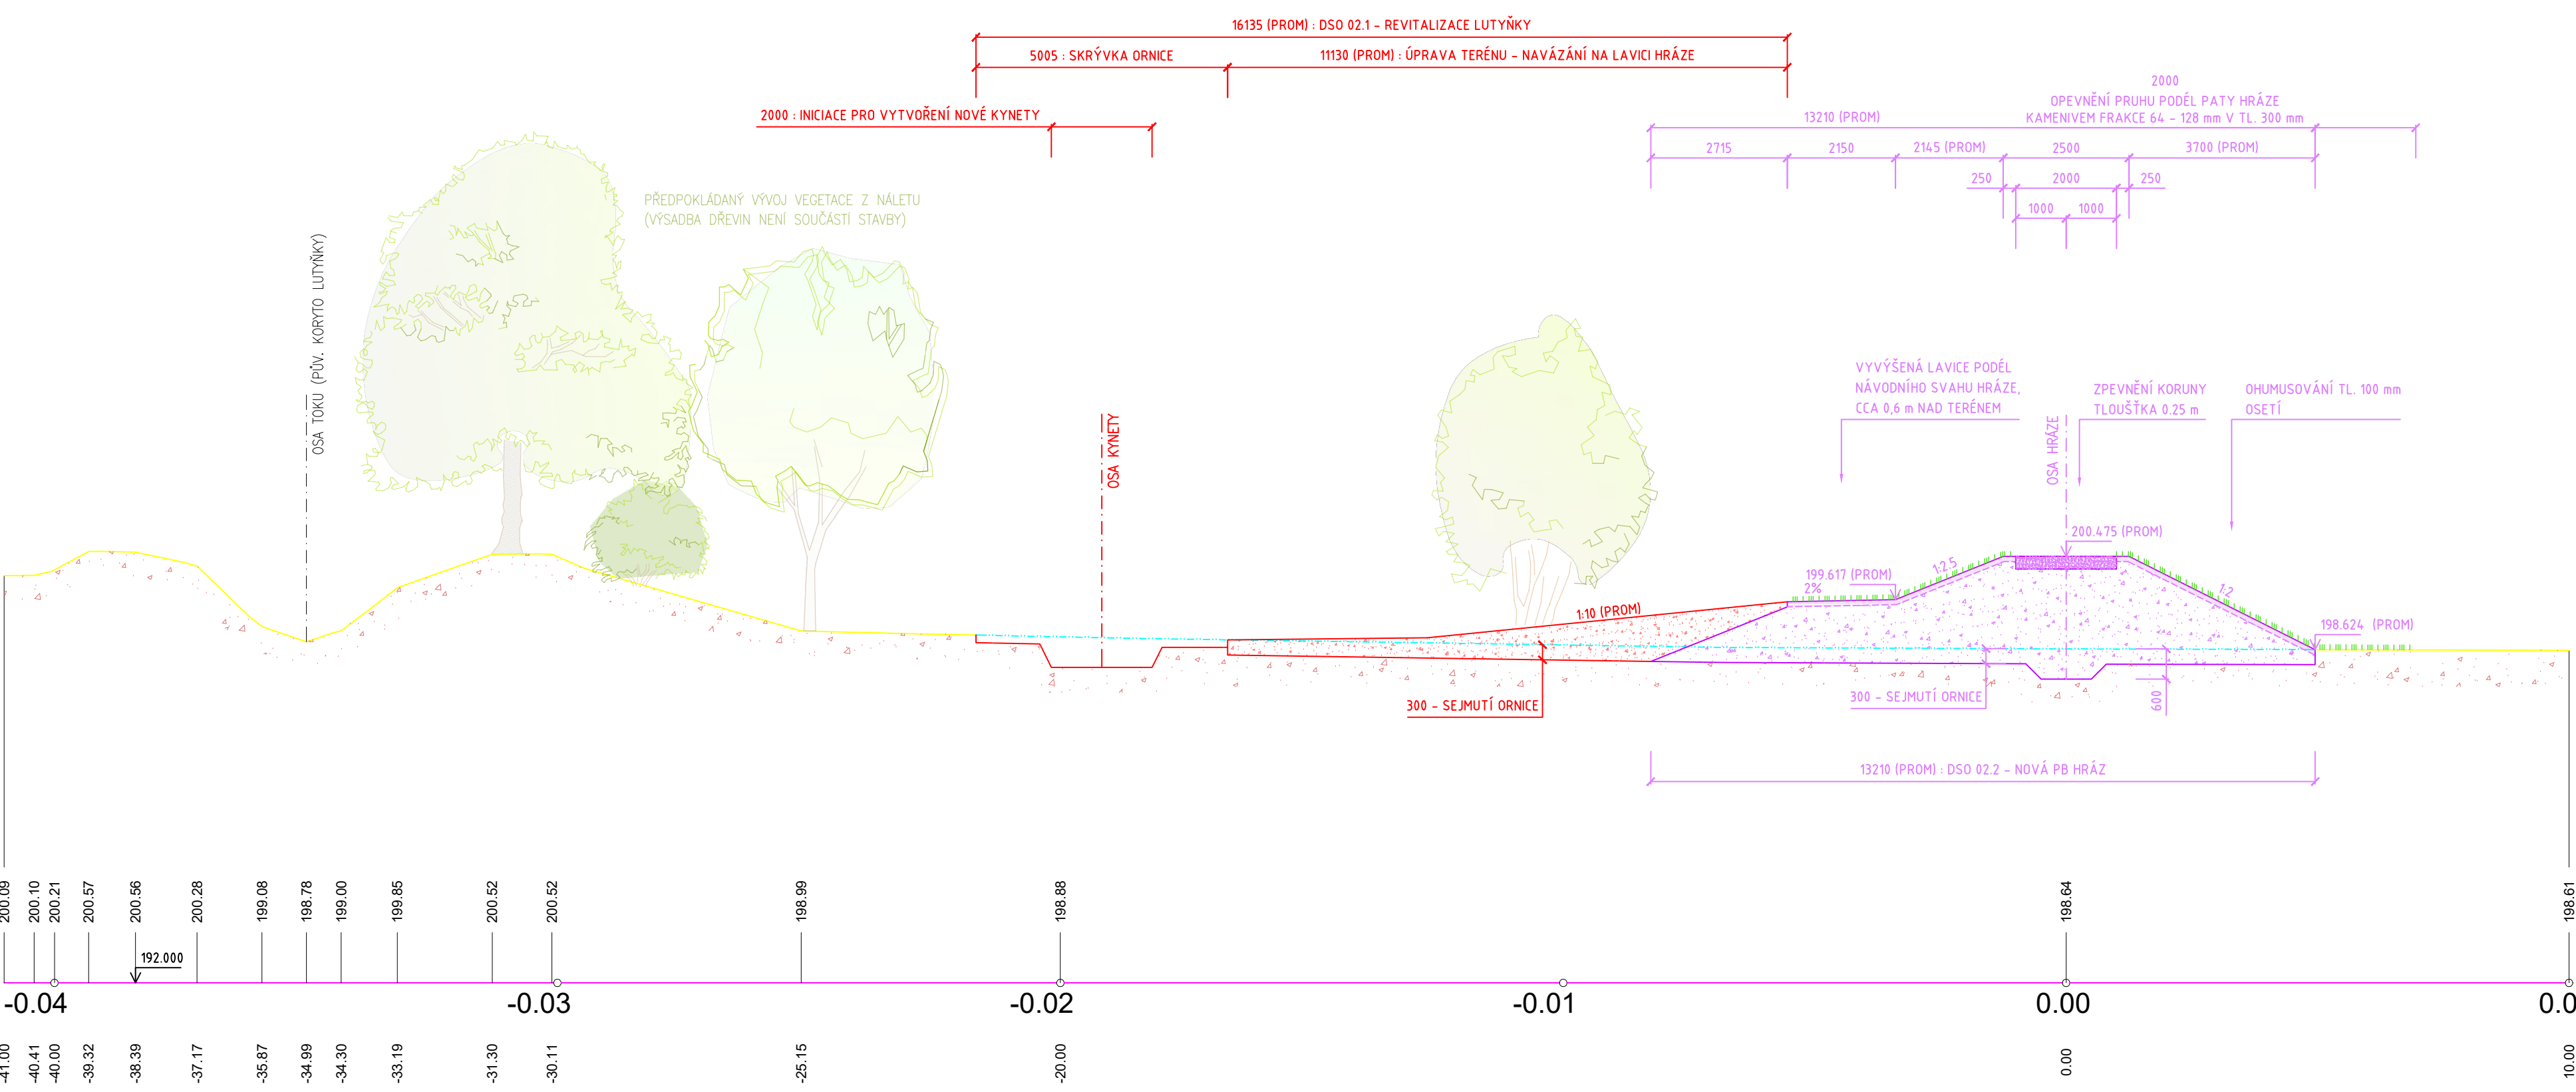 16135 (PROM) : DSO 02.1 - REVITALIZACE LUTYŇKY
5005 : SKRÝVKA ORNICE
11130 (PROM) : ÚPRAVA TERÉNU - NAVÁZÁNÍ NA LAVICI HRÁZE
2000 : INICIACE PRO VYTVOŘENÍ NOVÉ KYNETY
2000
OPEVNĚNÍ PRUHU PODÉL PATY HRÁZE
KAMENIVEM FRAKCE 64 - 128 mm V TL. 300 mm
13210 (PROM)
2715
2150
2145 (PROM)
2500
3700 (PROM)
250
2000
250
1000
1000
PŘEDPOKLÁDANÝ VÝVOJ VEGETACE Z NÁLETU
(VÝSADBA DŘEVIN NENÍ SOUČÁSTÍ STAVBY)
OSA TOKU (PŮV. KORYTO LUTYŇKY)
OSA KYNETY
VYVÝŠENÁ LAVICE PODÉL
NÁVODNÍHO SVAHU HRÁZE,
CCA 0,6 m NAD TERÉNEM
OSA HRÁZE
ZPEVNĚNÍ KORUNY
TLOUŠŤKA 0.25 m
OHUMUSOVÁNÍ TL. 100 mm
OSETÍ
200.475 (PROM)
199.617 (PROM)
2%
1:2.5
1:2
1:10 (PROM)
198.624 (PROM)
300 - SEJMUTÍ ORNICE
300 - SEJMUTÍ ORNICE
600
13210 (PROM) : DSO 02.2 - NOVÁ PB HRÁZ
200.09
200.10
200.21
200.57
200.56
200.28
199.08
198.78
199.00
199.85
200.52
200.52
198.99
198.88
198.64
198.61
192.000
-0.04
-0.03
-0.02
-0.01
0.00
0.0
-41.00
-40.41
-40.00
-39.32
-38.39
-37.17
-35.87
-34.99
-34.30
-33.19
-31.30
-30.11
-25.15
-20.00
0.00
10.00